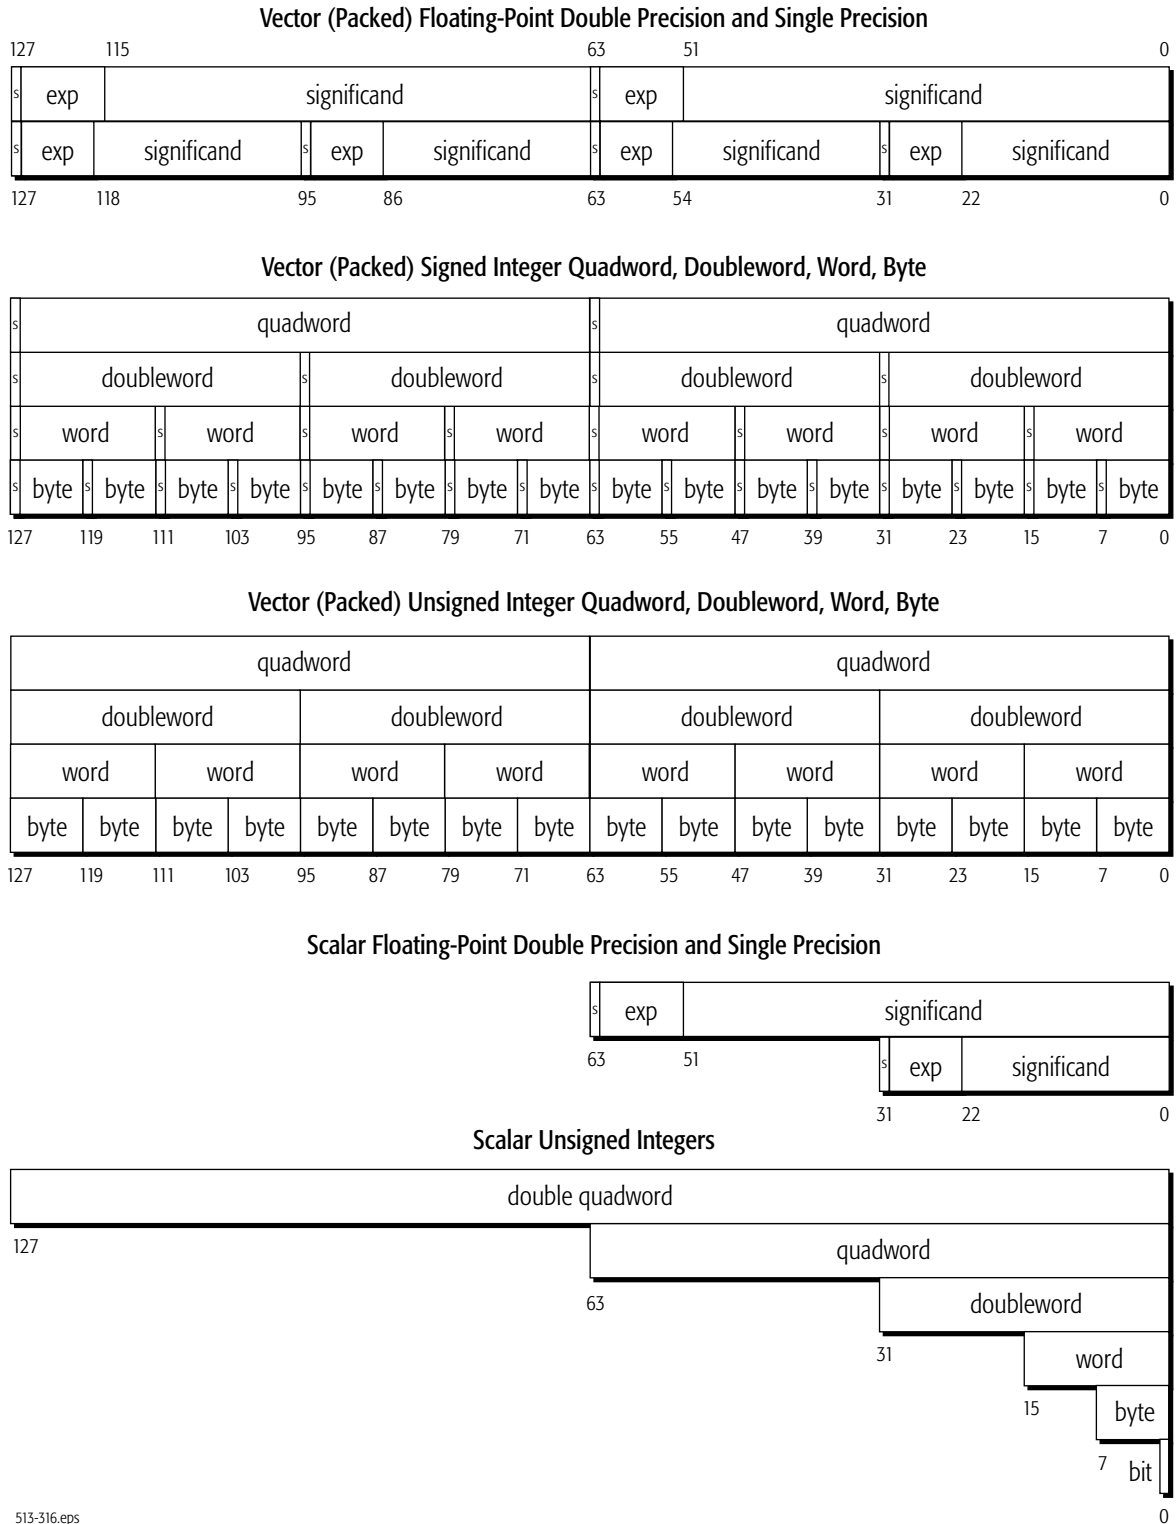 Vector (Packed) Floating-Point Double Precision and Single Precision
127 115 63 51 0
s exp significand s exp significand
s exp significand s exp significand s exp significand s exp significand
127 118 95 86 63 54 31 22 0
Vector (Packed) Signed Integer Quadword, Doubleword, Word, Byte
s quadword s quadword
s doubleword s doubleword s doubleword s doubleword
s word s word s word s word s word s word s word s word
s byte s byte s byte s byte s byte s byte s byte s byte s byte s byte s byte s byte s byte s byte s byte s byte
127 119 111 103 95 87 79 71 63 55 47 39 31 23 15 7 0
Vector (Packed) Unsigned Integer Quadword, Doubleword, Word, Byte
quadword quadword
doubleword doubleword doubleword doubleword
word word word word word word word word
byte byte byte byte byte byte byte byte byte byte byte byte byte byte byte byte
127 119 111 103 95 87 79 71 63 55 47 39 31 23 15 7 0
Scalar Floating-Point Double Precision and Single Precision
s exp significand
63 51
s exp significand
31 22 0
Scalar Unsigned Integers
double quadword
127
quadword
63
doubleword
31
word
15
byte
7
bit
513-316.eps 0